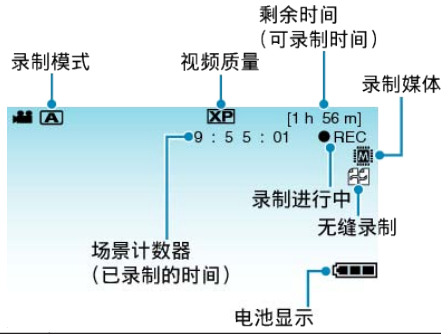 剩余时间
（可录制时间）
录制模式
视频质量
录制媒体
A
XP
[1 h 56 m]
9 : 5 5 : 01
●REC
M
录制进行中
无缝录制
场景计数器
（已录制的时间）
电池显示